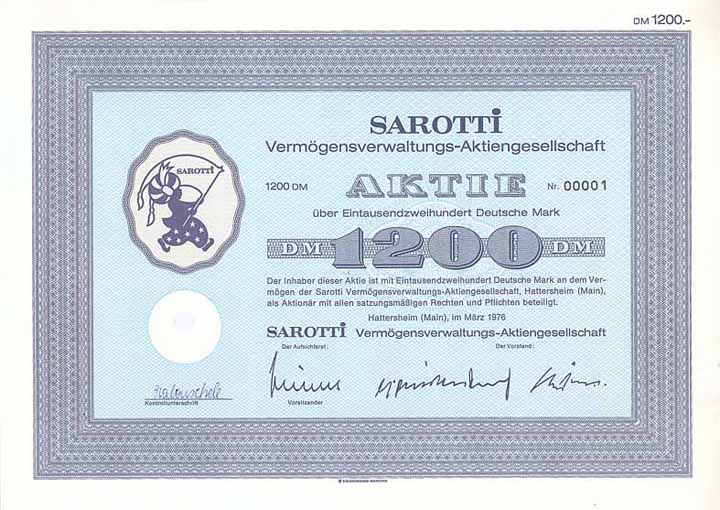 DM 1200.-
SAROTTI
Vermögensverwaltungs-Aktiengesellschaft
SAROTTI
1200 DM AKTIE Nr. 00001
über Eintausendzweihundert Deutsche Mark
DM 1200 DM
Der Inhaber dieser Aktie ist mit Eintausendzweihundert Deutsche Mark an dem Ver-
mögen der Sarotti Vermögensverwaltungs-Aktiengesellschaft, Hattersheim (Main),
als Aktionär mit allen satzungsmäßigen Rechten und Pflichten beteiligt.
Hattersheim (Main), im März 1976
SAROTTI Vermögensverwaltungs-Aktiengesellschaft
Der Aufsichtsrat: Der Vorstand:
Kontrollunterschrift Vorsitzender